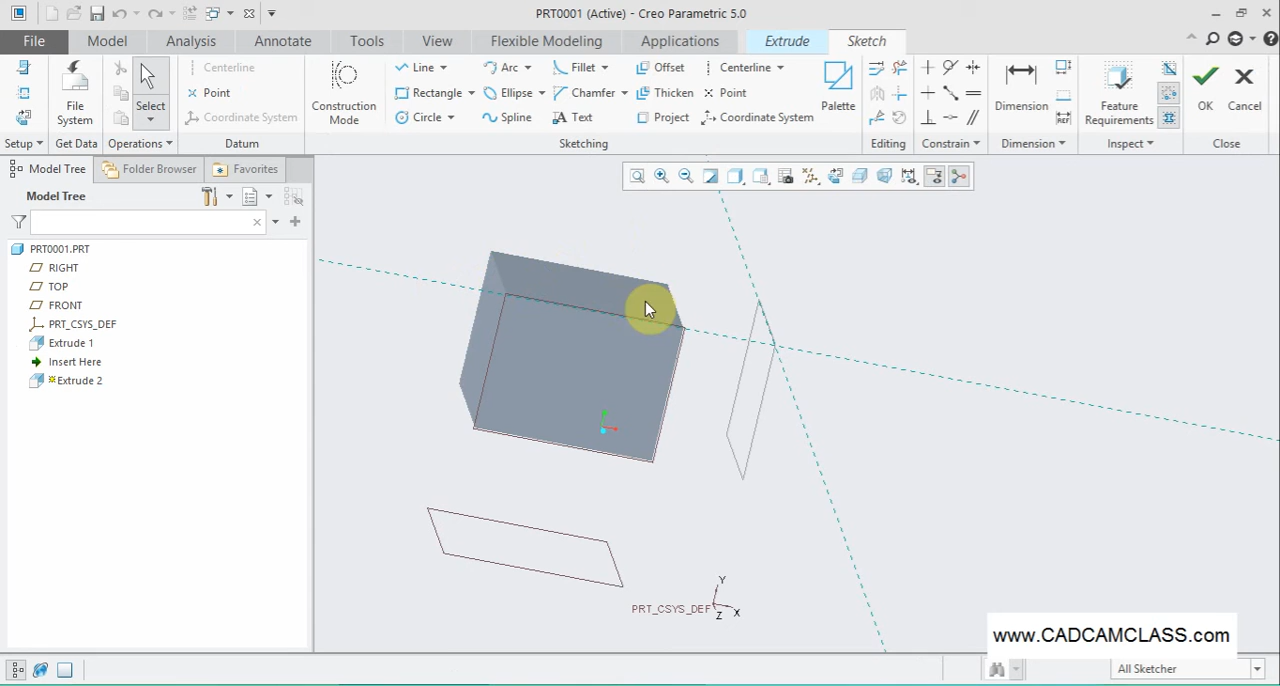 PRT0001 (Active) - Creo Parametric 5.0
File Model Analysis Annotate Tools View Flexible Modeling Applications Extrude Sketch
Centerline Line Arc Fillet Offset Centerline
Point Rectangle Ellipse Chamfer Thicken Point
File System Select Coordinate System Construction Mode Circle Spline Text Project Coordinate System Palette Dimension REF Feature Requirements OK Cancel
Setup Get Data Operations Datum Sketching Editing Constrain Dimension Inspect Close
Model Tree Folder Browser Favorites
Model Tree
PRT0001.PRT
RIGHT
TOP
FRONT
PRT_CSYS_DEF
Extrude 1
Insert Here
Extrude 2
Y
PRT_CSYS_DEF X
Z
www.CADCAMCLASS.com
All Sketcher